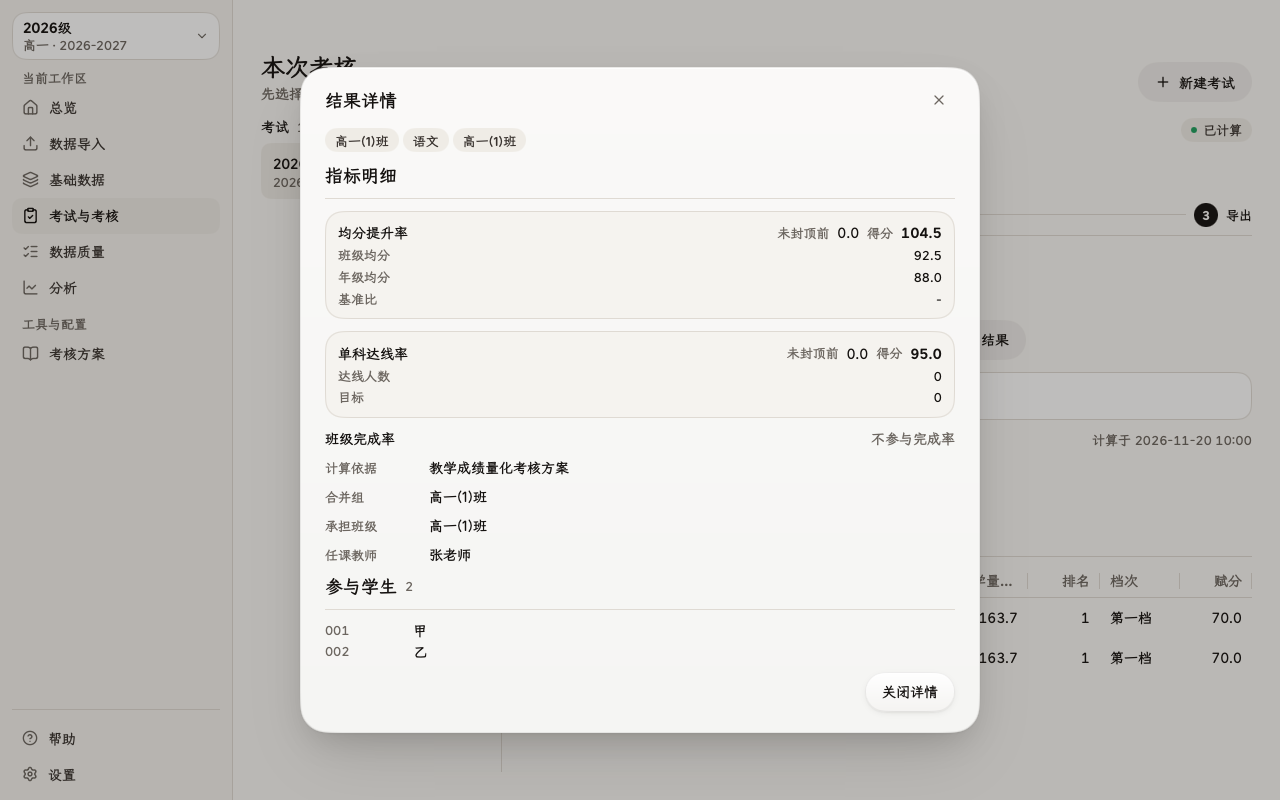 2026级
高一 · 2026-2027
当前工作区
总览
数据导入
基础数据
考试与考核
数据质量
分析
工具与配置
考核方案
帮助
设置
本次考核
先选择
考试
新建考试
已计算
3 导出
结果
计算于 2026-11-20 10:00
排名 档次 赋分
163.7 1 第一档 70.0
163.7 1 第一档 70.0
结果详情
高一(1)班 语文 高一(1)班
指标明细
均分提升率 未封顶前 0.0 得分 104.5
班级均分 92.5
年级均分 88.0
基准比 -
单科达线率 未封顶前 0.0 得分 95.0
达线人数 0
目标 0
班级完成率 不参与完成率
计算依据 教学成绩量化考核方案
合并组 高一(1)班
承担班级 高一(1)班
任课教师 张老师
参与学生 2
001 甲
002 乙
关闭详情